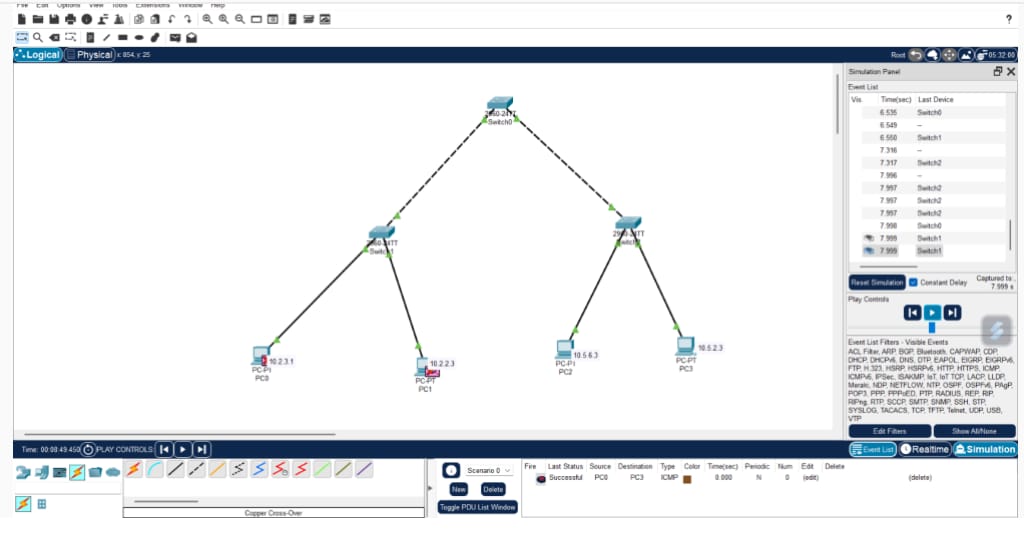 File Edit Options View Tools Extensions Window Help
?
Logical Physical x: 854, y: 25 Root 05:32:00
Simulation Panel
Event List
Vis. Time(sec) Last Device
6.535 Switch0
6.549 --
6.550 Switch1
7.316 --
7.317 Switch2
7.996 --
7.997 Switch2
7.997 Switch2
7.997 Switch2
7.998 Switch0
7.999 Switch1
7.999 Switch1
Reset Simulation Constant Delay Captured to:
7.999 s
Play Controls
Event List Filters - Visible Events
ACL Filter, ARP, BGP, Bluetooth, CAPWAP, CDP,
DHCP, DHCPv6, DNS, DTP, EAPOL, EIGRP, EIGRPv6,
FTP, H.323, HSRP, HSRPv6, HTTP, HTTPS, ICMP,
ICMPv6, IPSec, ISAKMP, IoT, IoT TCP, LACP, LLDP,
Meraki, NDP, NETFLOW, NTP, OSPF, OSPFv6, PAgP,
POP3, PPP, PPPoED, PTP, RADIUS, REP, RIP,
RIPng, RTP, SCCP, SMTP, SNMP, SSH, STP,
SYSLOG, TACACS, TCP, TFTP, Telnet, UDP, USB,
VTP
Edit Filters Show All/None
Event List Realtime Simulation
2960-24TT
Switch0
2960-24TT
Switch1
2960-24TT
10.2.3.1
PC-PT
PC0
10.2.2.3
PC-PT
PC1
10.5.6.3
PC-PT
PC2
10.5.2.3
PC-PT
PC3
Time: 00:08:49.450 PLAY CONTROLS:
Copper Cross-Over
Scenario 0
New Delete
Toggle PDU List Window
Fire Last Status Source Destination Type Color Time(sec) Periodic Num Edit Delete
Successful PC0 PC3 ICMP 0.000 N 0 (edit) (delete)